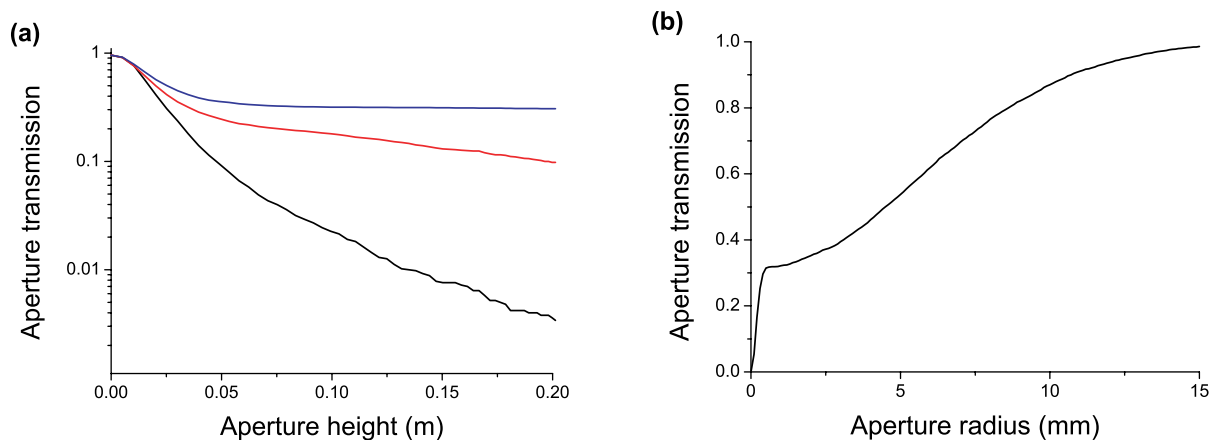 (a)
Aperture transmission
1
0.1
0.01
0.00 0.05 0.10 0.15 0.20
Aperture height (m)
(b)
Aperture transmission
1.0
0.8
0.6
0.4
0.2
0.0
0 5 10 15
Aperture radius (mm)